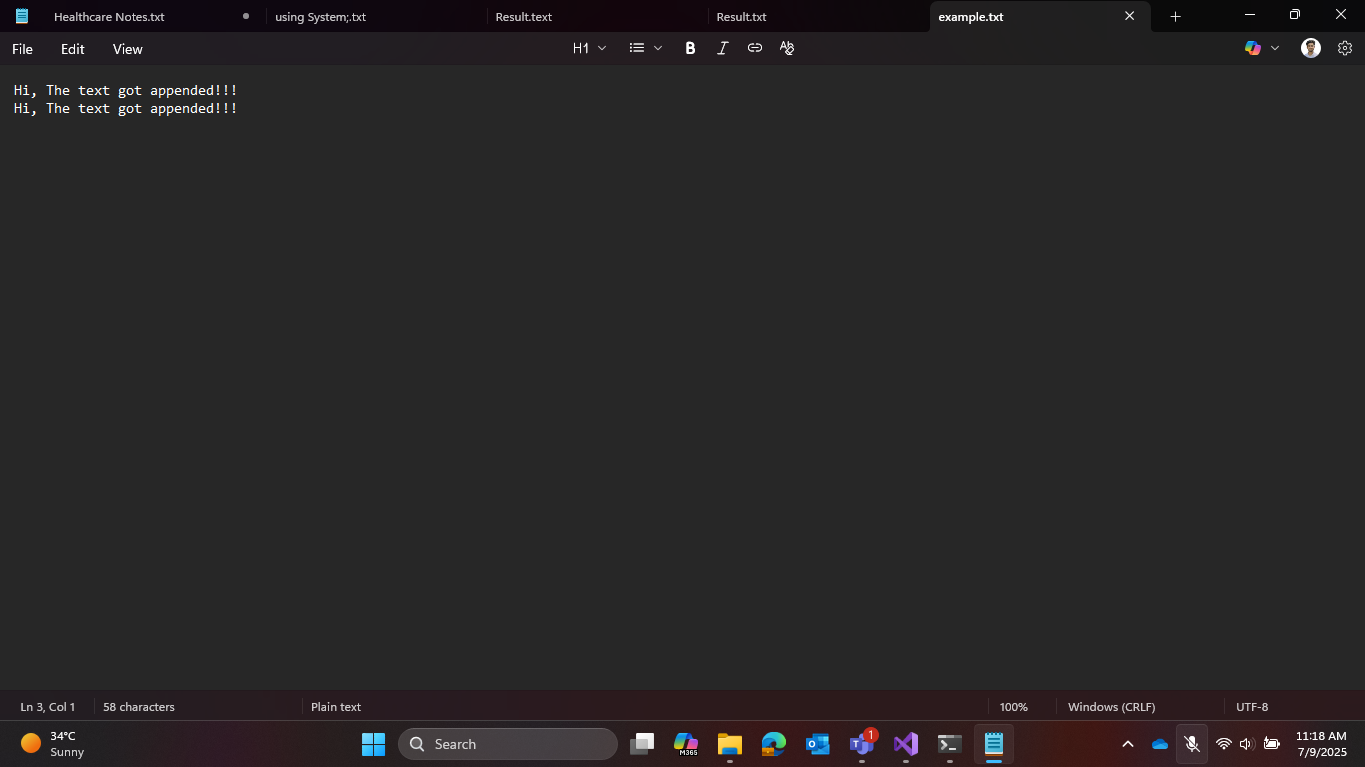 Healthcare Notes.txt
using System;.txt
Result.text
Result.txt
example.txt
File Edit View H1 B I
Hi, The text got appended!!!
Hi, The text got appended!!!
Ln 3, Col 1 58 characters Plain text 100% Windows (CRLF) UTF-8
34°C
Sunny
Search
M365
1
11:18 AM
7/9/2025